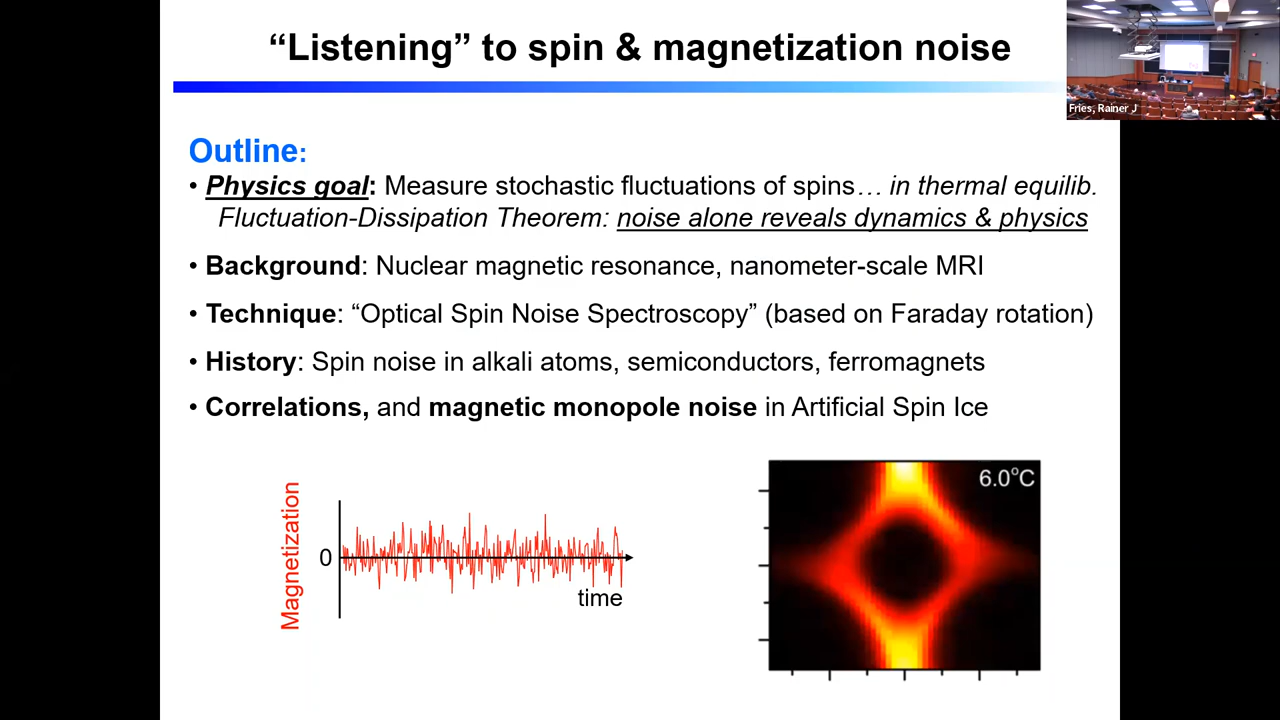 “Listening” to spin & magnetization noise
Fries, Rainer J
Outline:
• Physics goal: Measure stochastic fluctuations of spins… in thermal equilib.
Fluctuation-Dissipation Theorem: noise alone reveals dynamics & physics
• Background: Nuclear magnetic resonance, nanometer-scale MRI
• Technique: “Optical Spin Noise Spectroscopy” (based on Faraday rotation)
• History: Spin noise in alkali atoms, semiconductors, ferromagnets
• Correlations, and magnetic monopole noise in Artificial Spin Ice
Magnetization
0
time
6.0°C